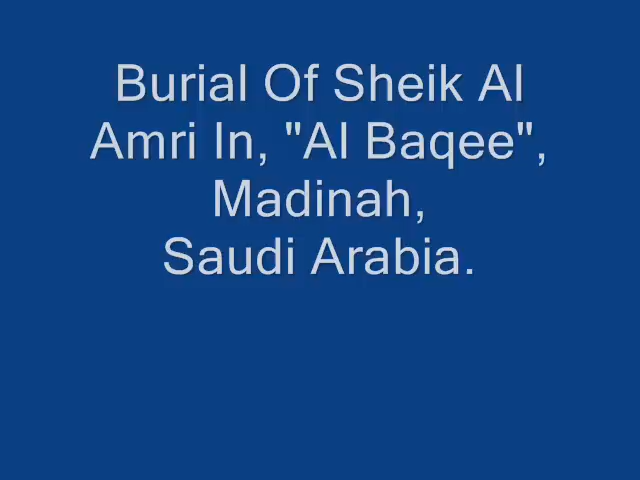 Burial Of Sheik Al
Amri In, "Al Baqee",
Madinah,
Saudi Arabia.